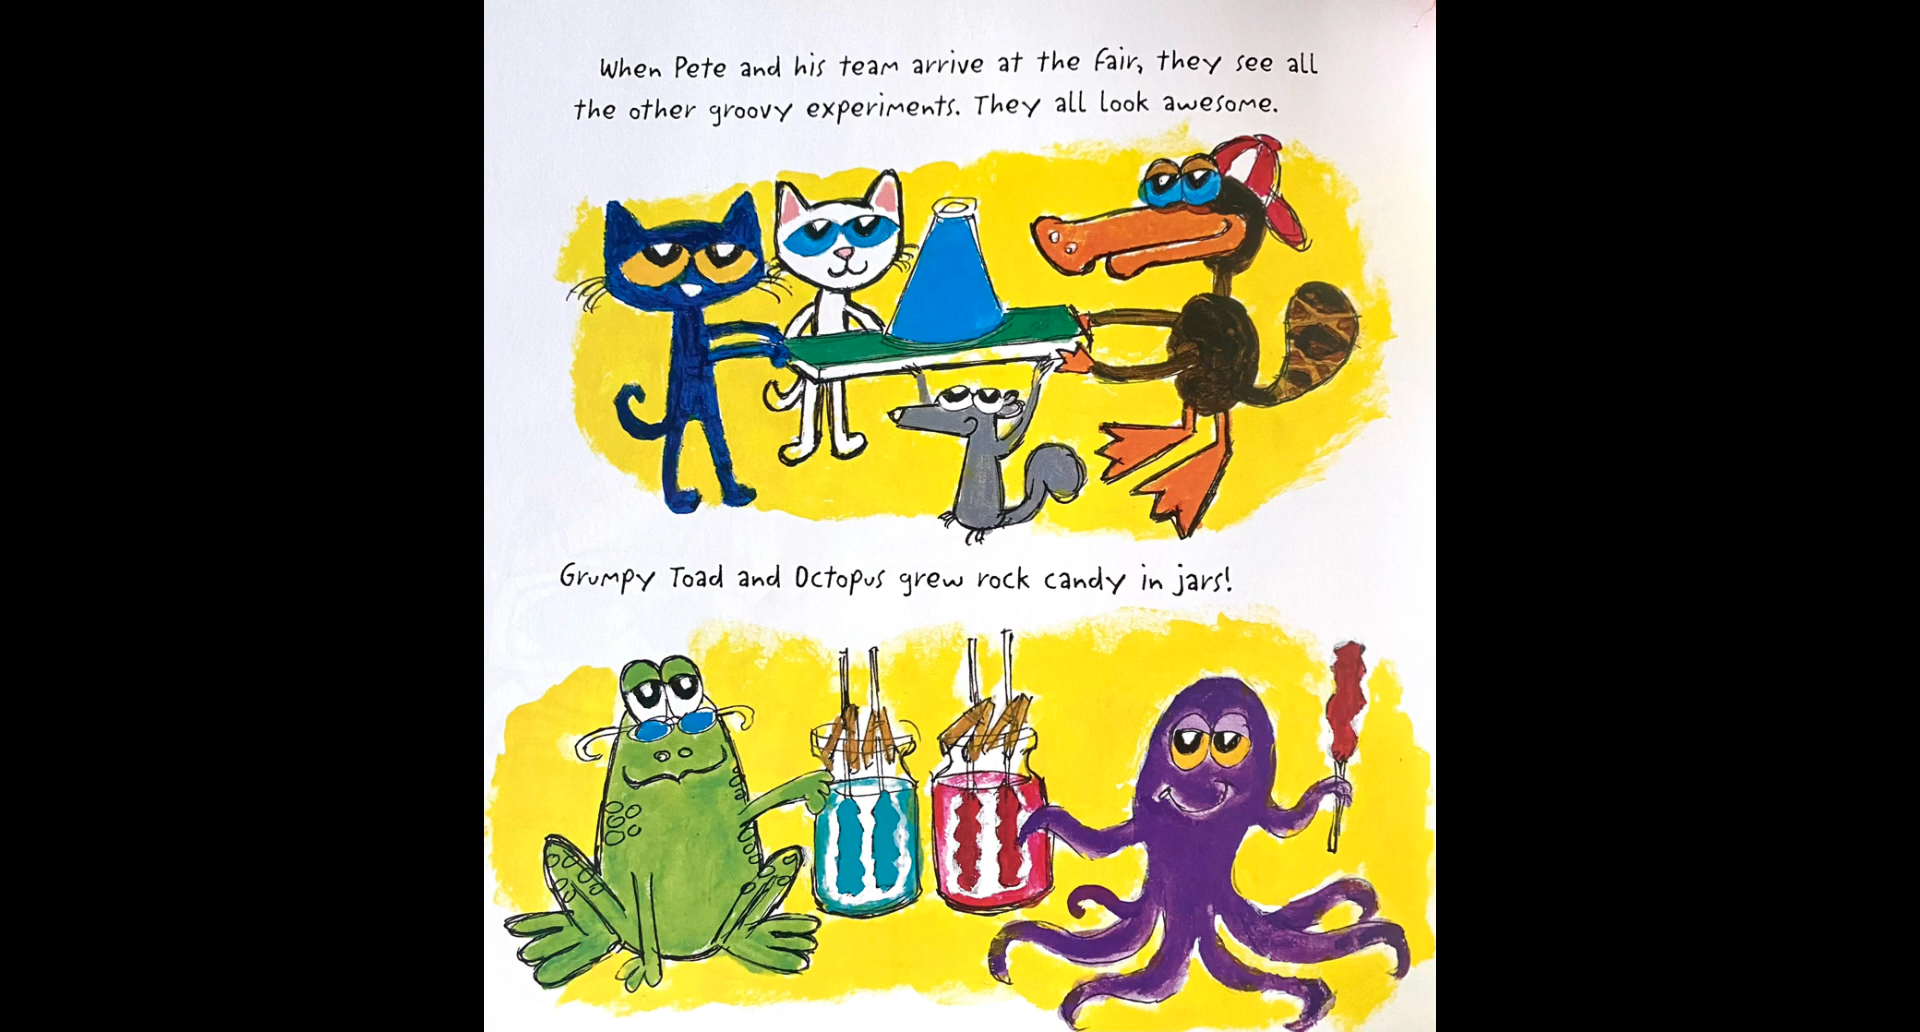 When Pete and his team arrive at the fair, they see all
the other groovy experiments. They all look awesome.
Grumpy Toad and Octopus grew rock candy in jars!